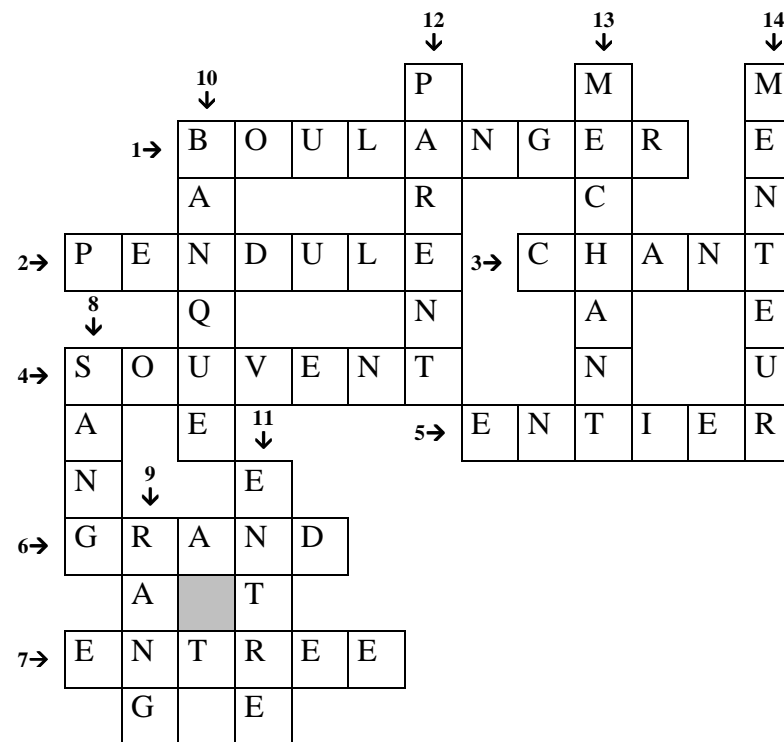 12 13 14
↓ ↓ ↓
10 P M M
↓
1→ B O U L A N G E R E
A R C N
2→ P E N D U L E 3→ C H A N T
8 Q N A E
↓
4→ S O U V E N T N U
A E 11 5→ E N T I E R
↓
N 9 E
↓
6→ G R A N D
A T
7→ E N T R E E
G E